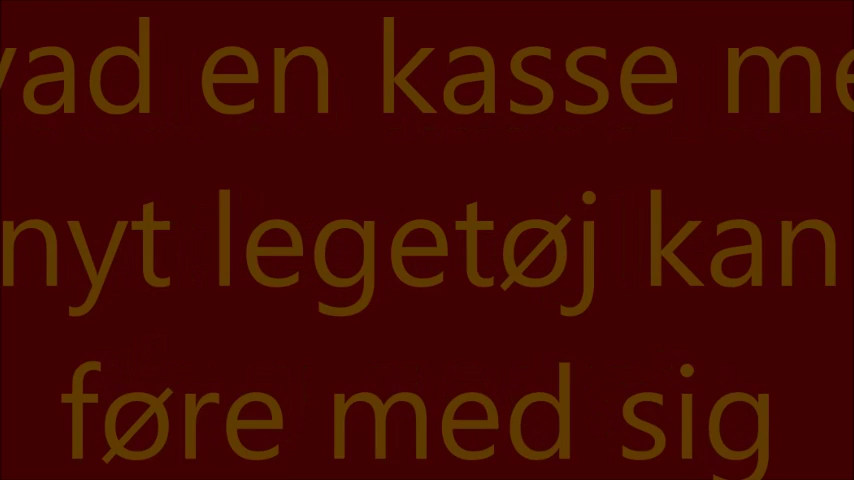 vad en kasse me
nyt legetøj kan
føre med sig